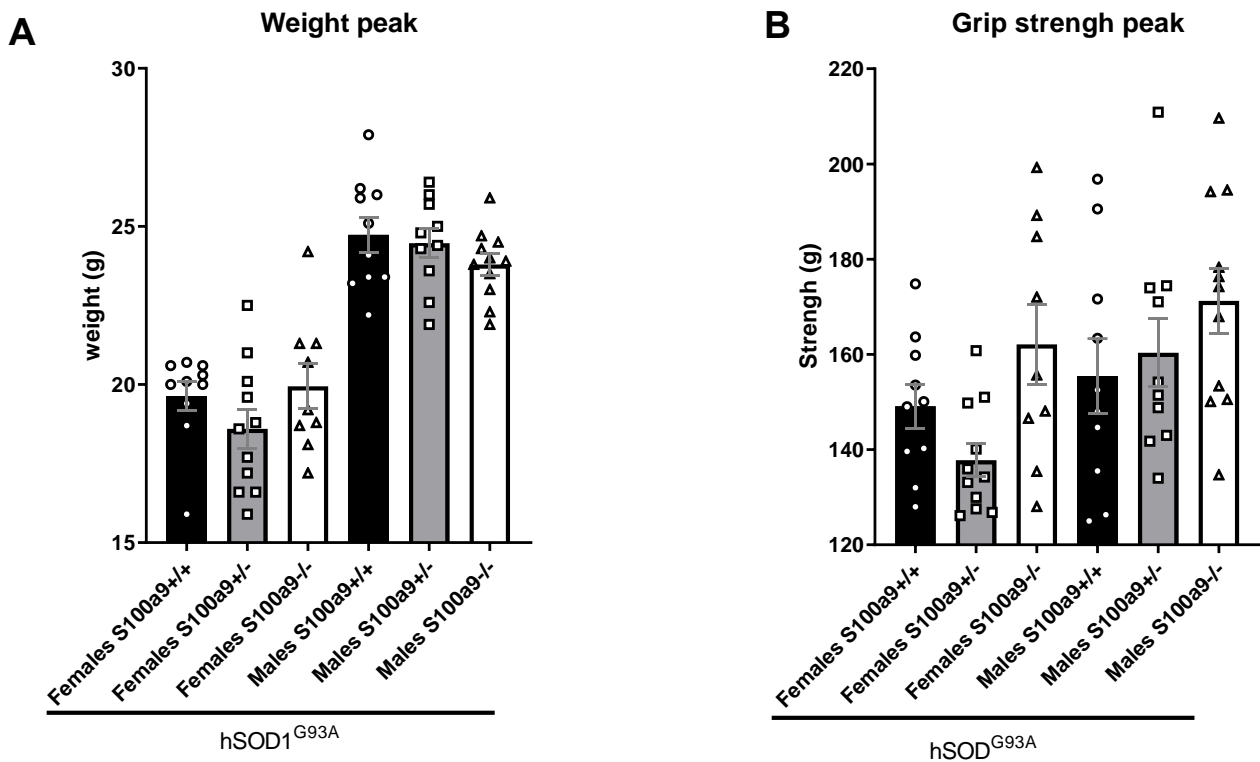 A
Weight peak
30
25
20
15
weight (g)
Females S100a9+/+
Females S100a9+/-
Females S100a9-/-
Males S100a9+/+
Males S100a9+/-
Males S100a9-/-
hSOD1G93A
B
Grip strengh peak
220
200
180
160
140
120
Strengh (g)
Females S100a9+/+
Females S100a9+/-
Females S100a9-/-
Males S100a9+/+
Males S100a9+/-
Males S100a9-/-
hSODG93A